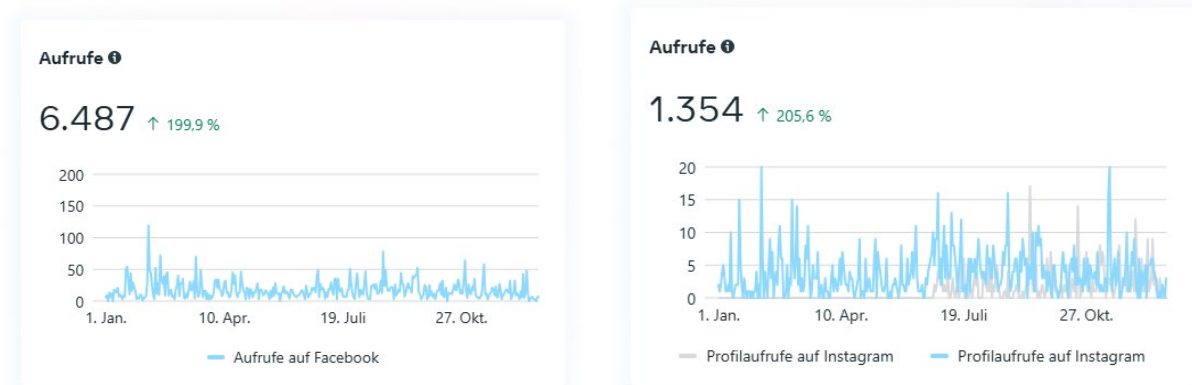 Aufrufe
6.487 ↑ 199,9 %
200
150
100
50
0
1. Jan. 10. Apr. 19. Juli 27. Okt.
Aufrufe auf Facebook
Aufrufe
1.354 ↑ 205,6 %
20
15
10
5
0
1. Jan. 10. Apr. 19. Juli 27. Okt.
Profilaufrufe auf Instagram Profilaufrufe auf Instagram